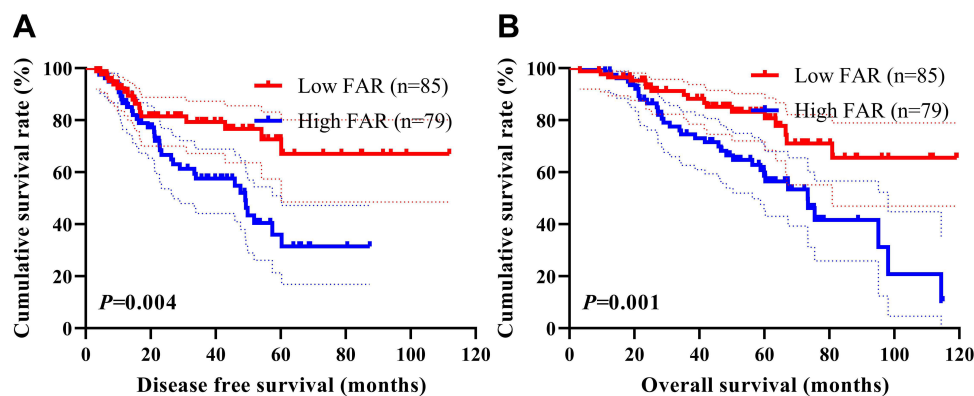 A
Cumulative survival rate (%)
100
80
60
40
20
0
0 20 40 60 80 100 120
Disease free survival (months)
Low FAR (n=85)
High FAR (n=79)
P=0.004
B
Cumulative survival rate (%)
100
80
60
40
20
0
0 20 40 60 80 100 120
Overall survival (months)
Low FAR (n=85)
High FAR (n=79)
P=0.001